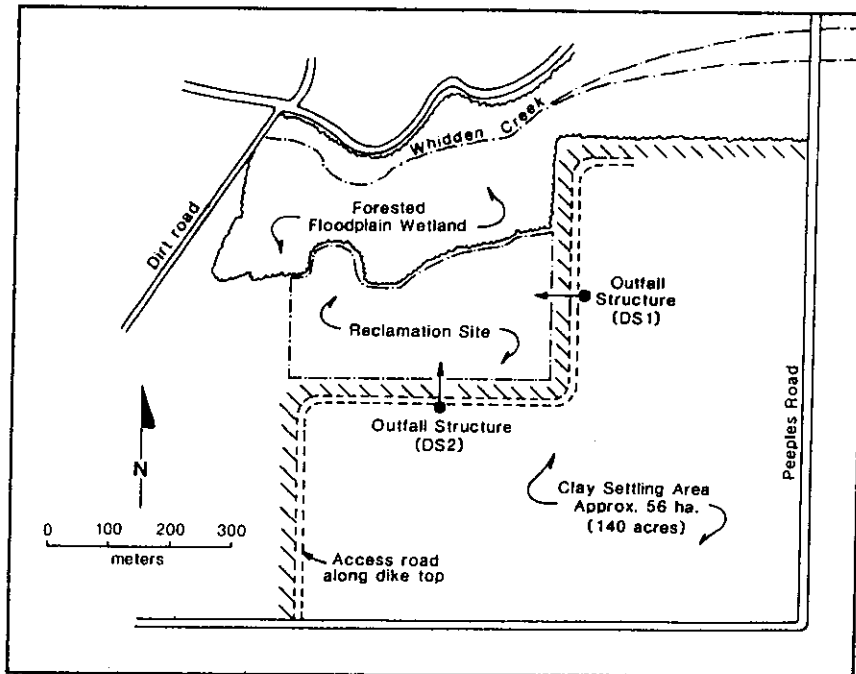 Whidden Creek
Dirt road
Forested
Floodplain Wetland
Outfall
Structure
(DS1)
Reclamation Site
Outfall Structure
(DS2)
Peeples Road
N
Clay Settling Area
Approx. 56 ha.
(140 acres)
0 100 200 300
meters
Access road
along dike top